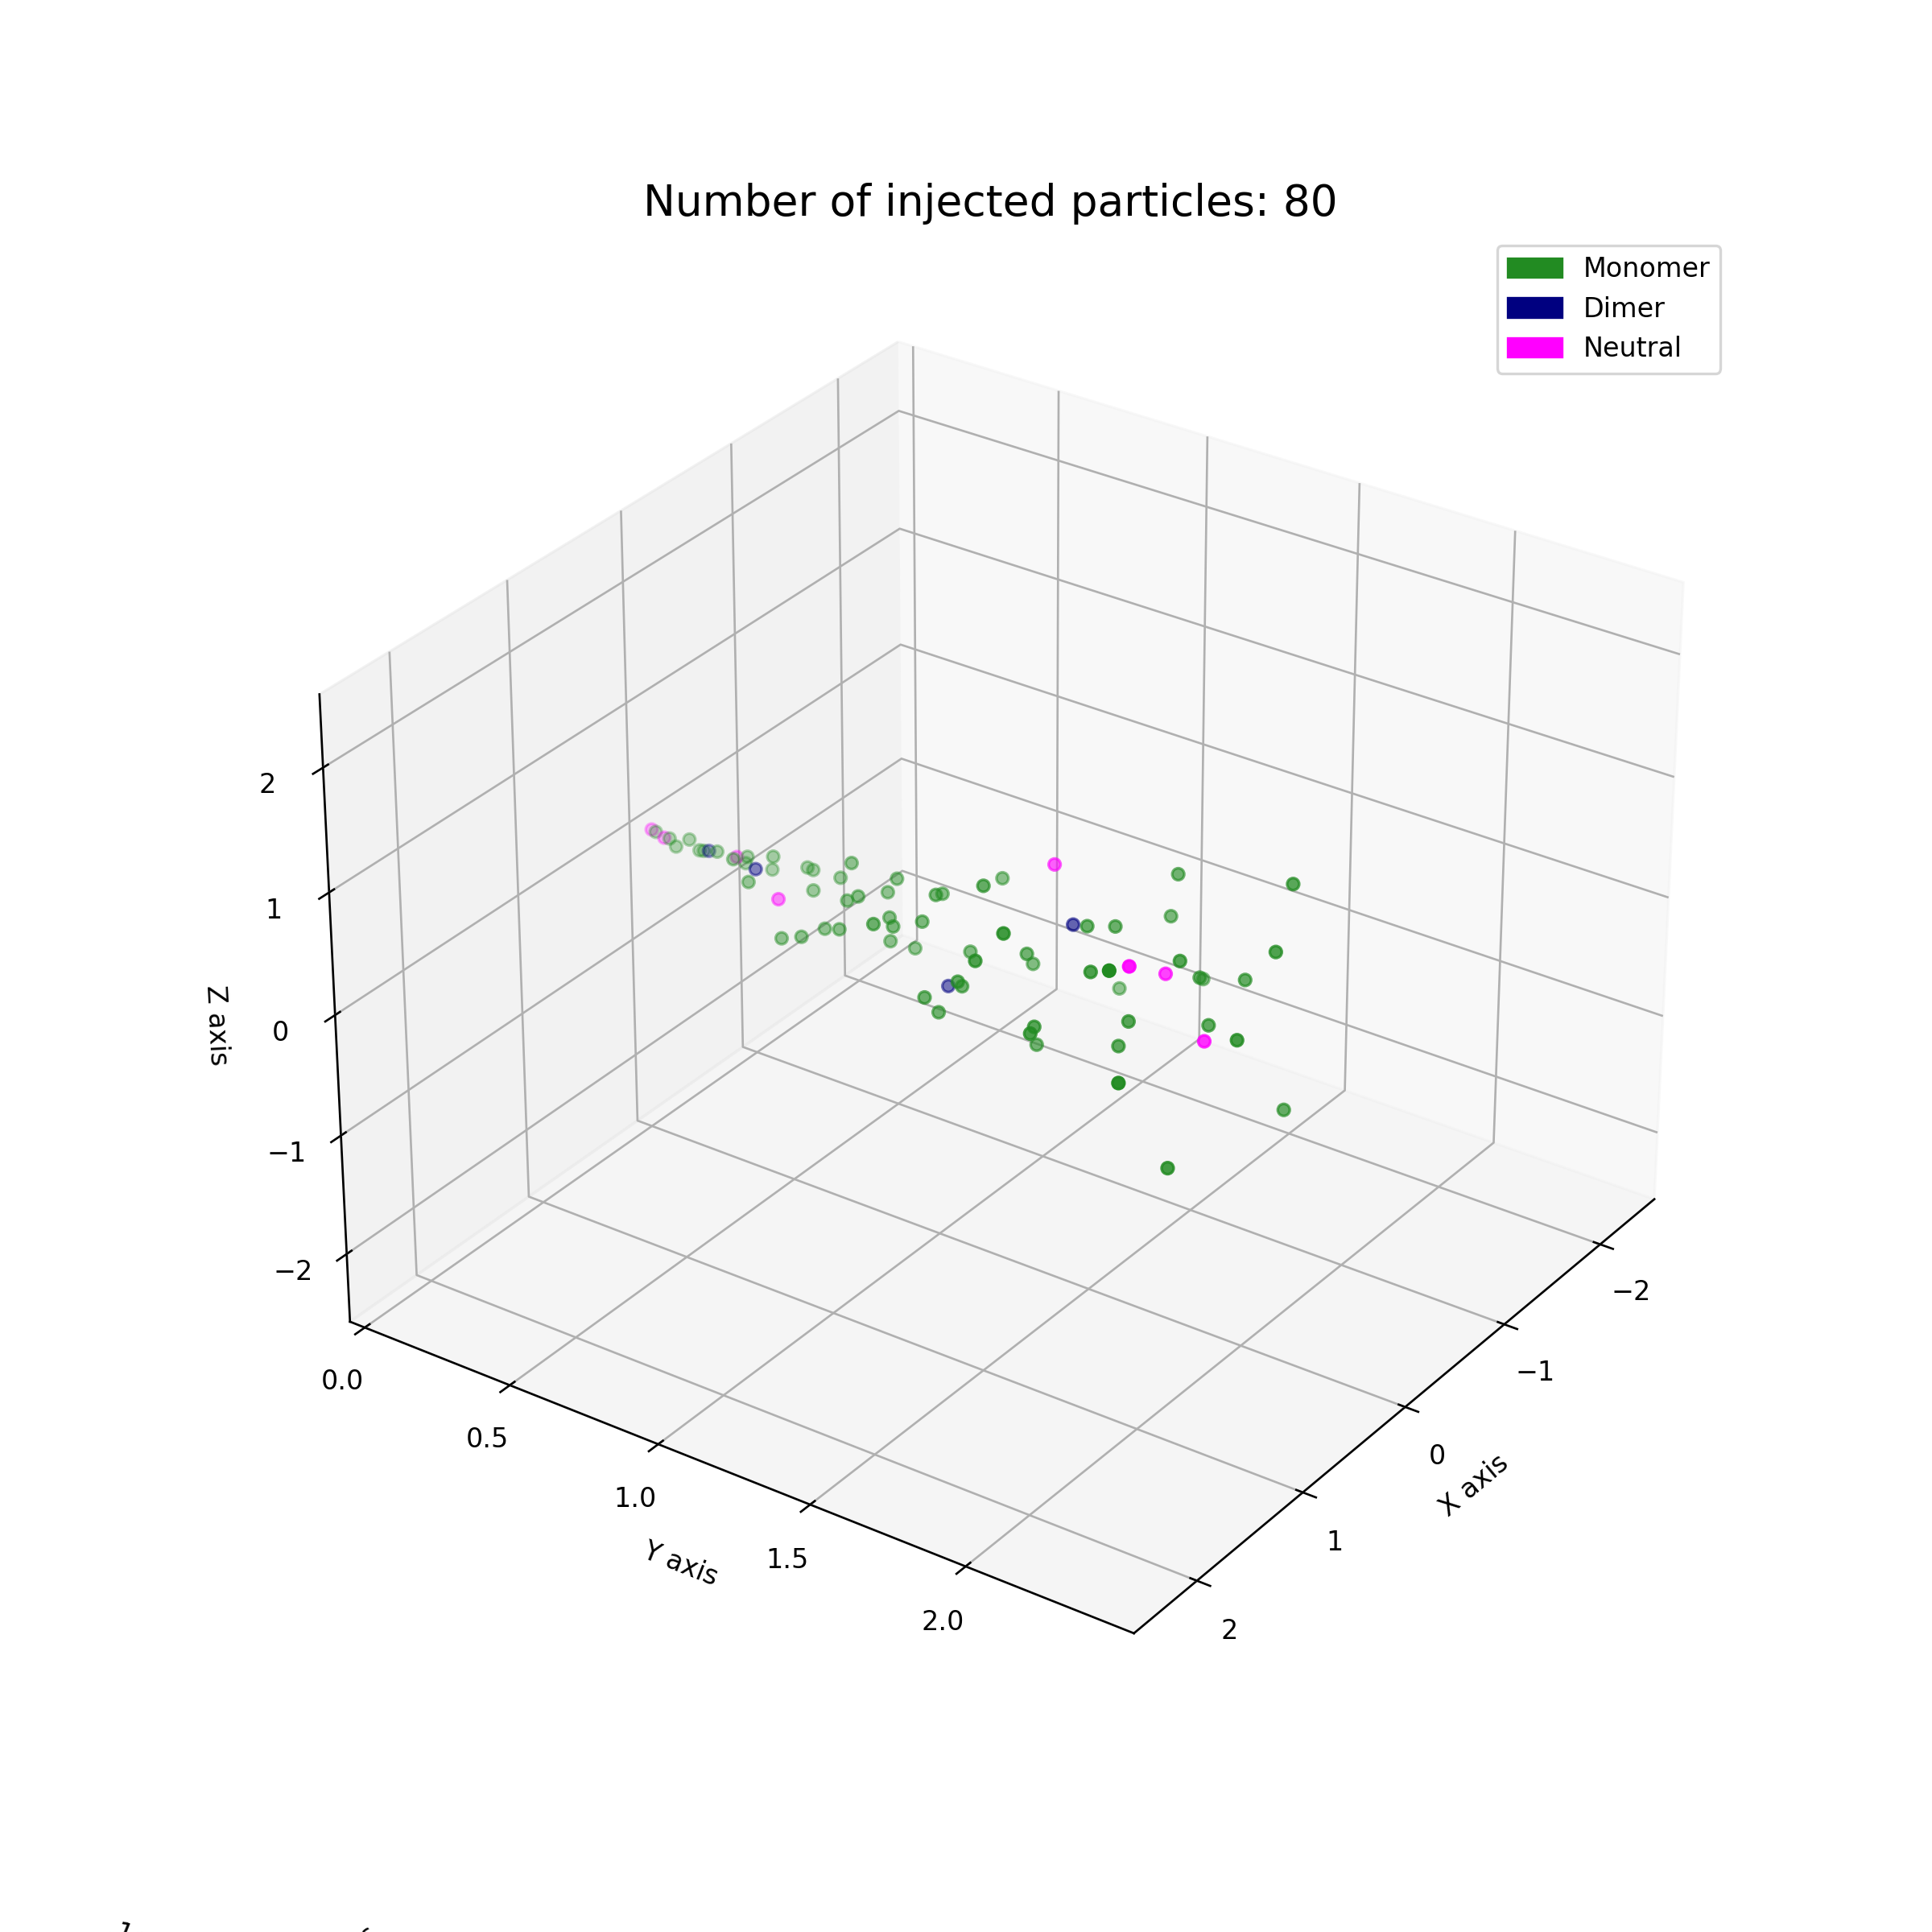 Number of injected particles: 80
Monomer
Dimer
Neutral
2
1
0
−1
−2
Z axis
0.0
0.5
1.0
1.5
2.0
Y axis
−2
−1
0
1
2
X axis